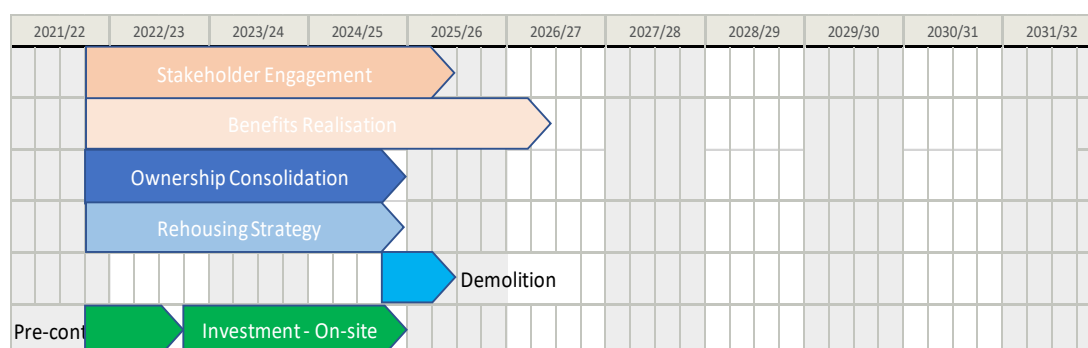 2021/22 2022/23 2023/24 2024/25 2025/26 2026/27 2027/28 2028/29 2029/30 2030/31 2031/32
Stakeholder Engagement
Benefits Realisation
Ownership Consolidation
Rehousing Strategy
Demolition
Pre-cont Investment - On-site